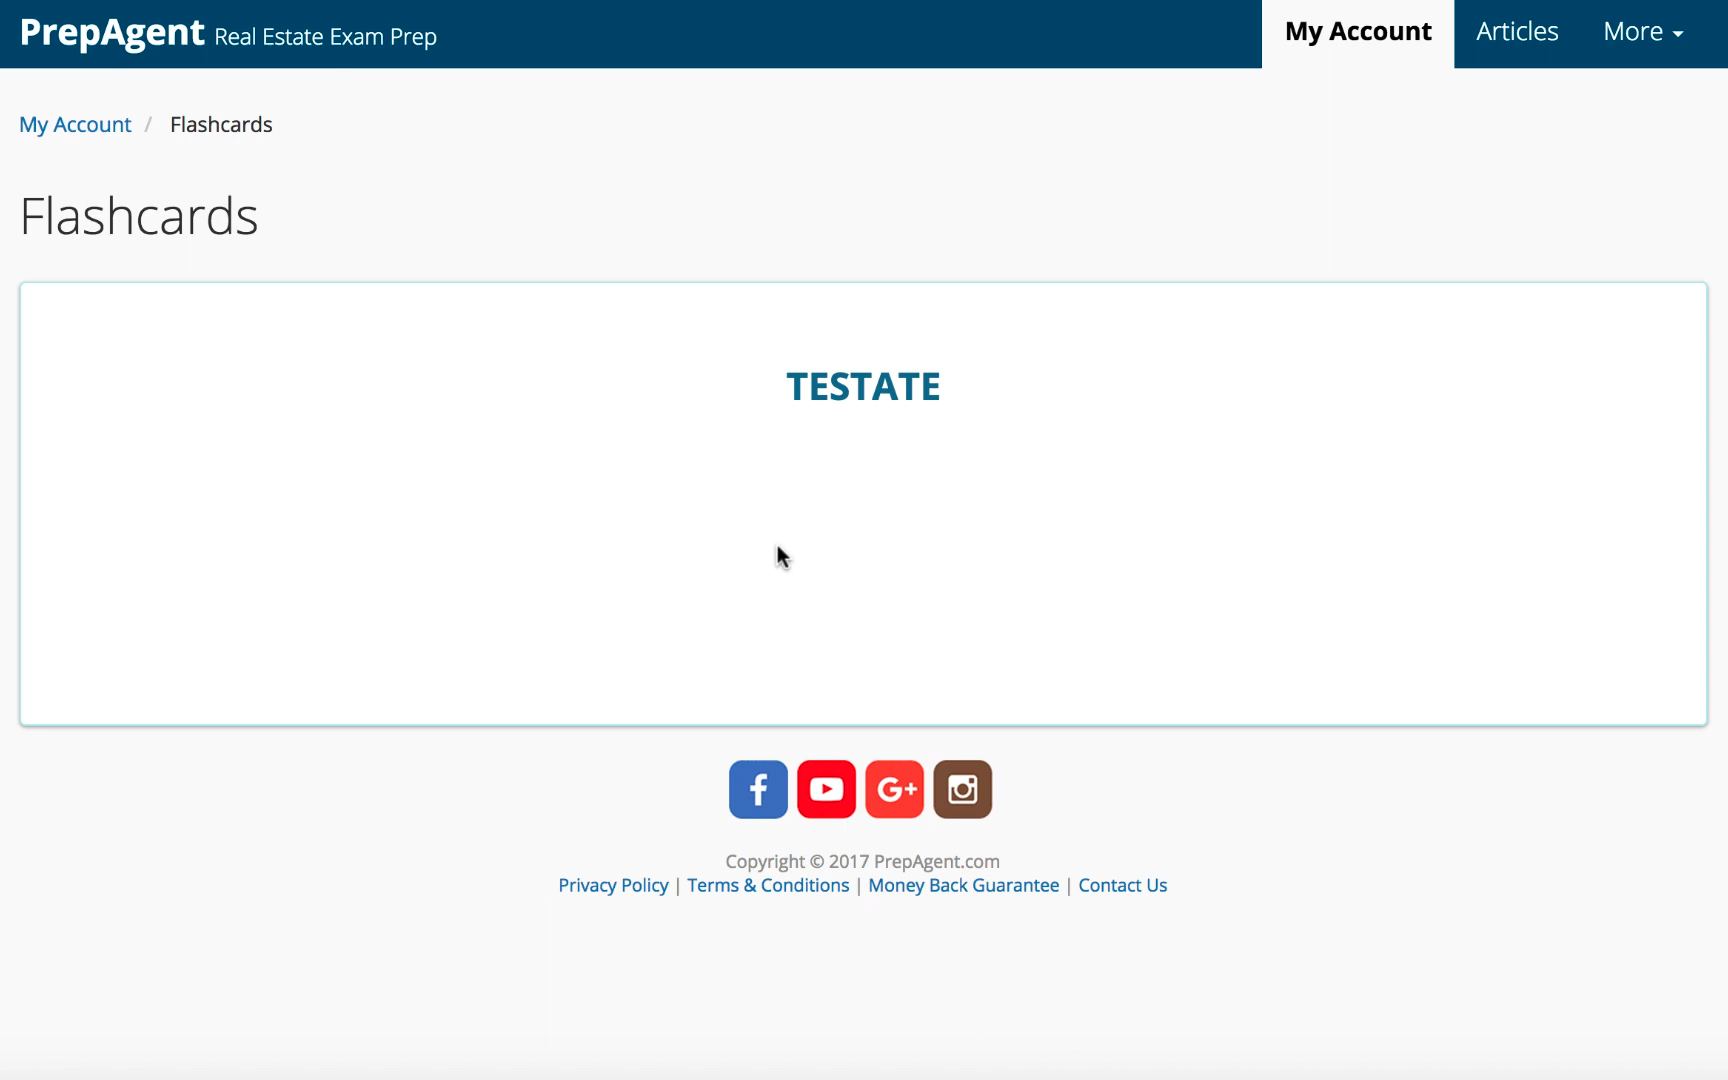 PrepAgent Real Estate Exam Prep
My Account Articles More
My Account / Flashcards
Flashcards
TESTATE
f
G+
Copyright © 2017 PrepAgent.com
Privacy Policy | Terms & Conditions | Money Back Guarantee | Contact Us